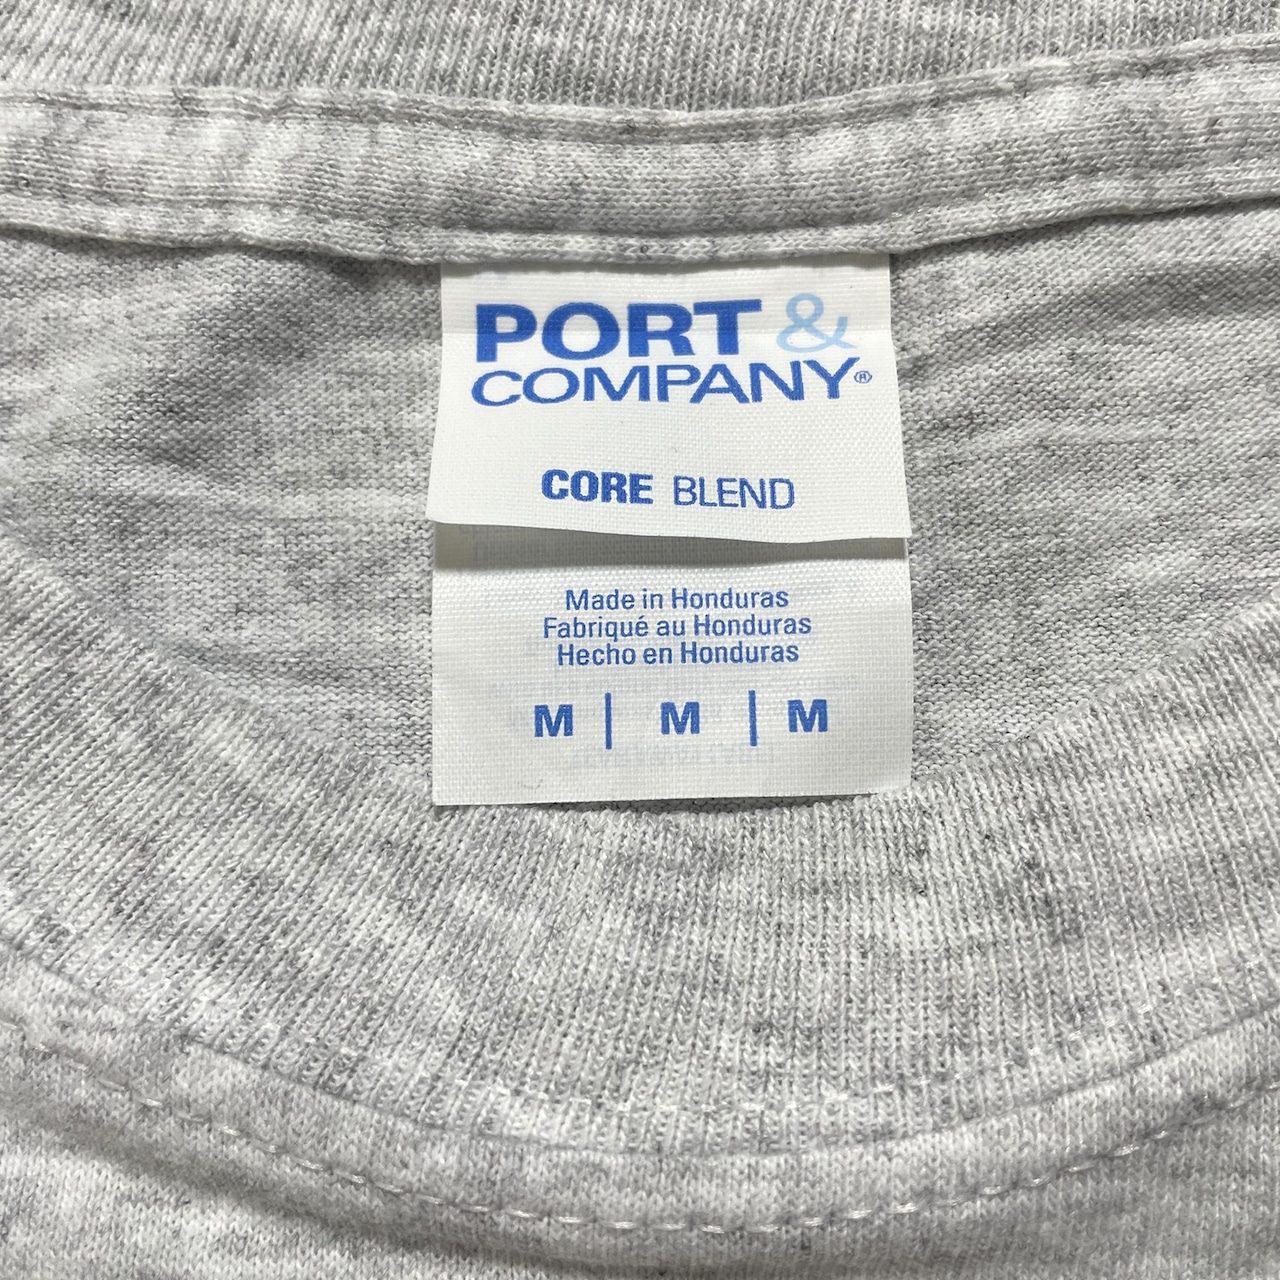 PORT &
COMPANY®
CORE BLEND
Made in Honduras
Fabriqué au Honduras
Hecho en Honduras
M | M | M